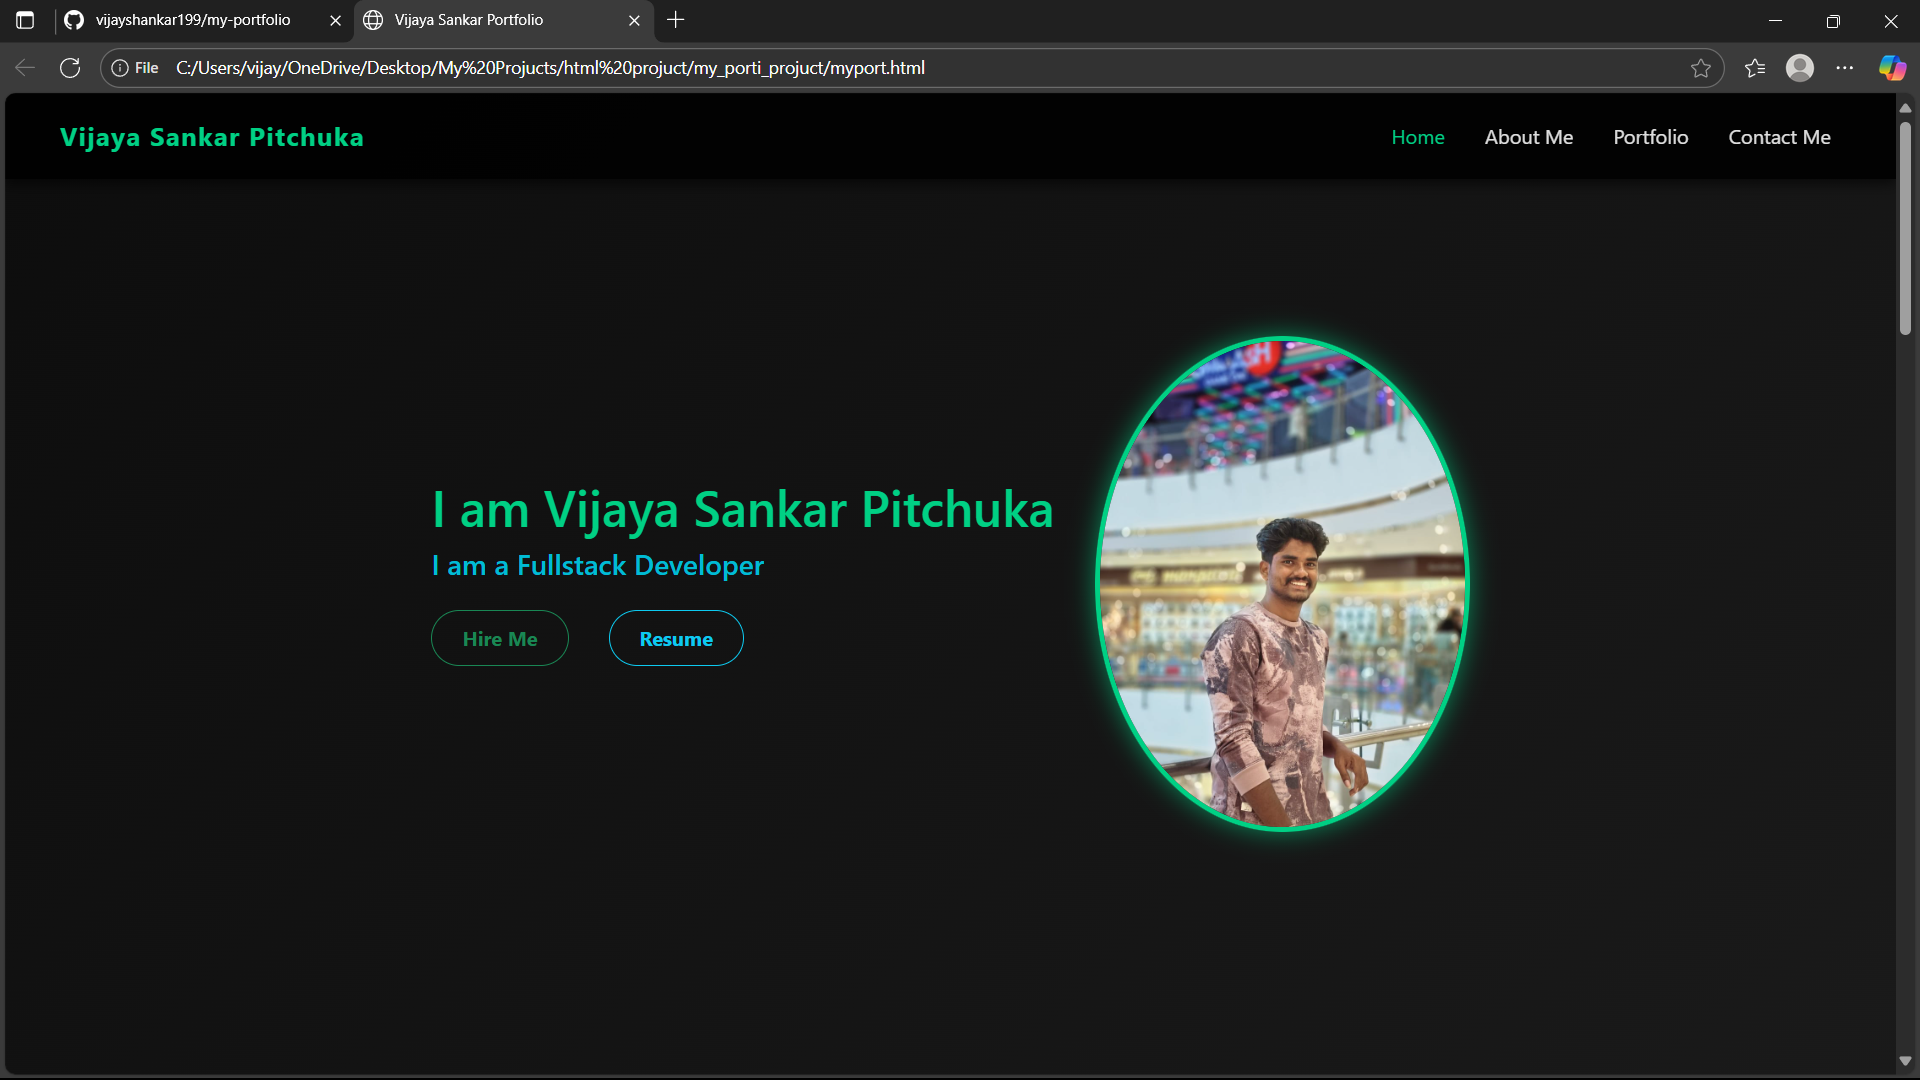 vijayshankar199/my-portfolio
Vijaya Sankar Portfolio
File C:/Users/vijay/OneDrive/Desktop/My%20Projucts/html%20projuct/my_porti_projuct/myport.html
Vijaya Sankar Pitchuka
Home About Me Portfolio Contact Me
I am Vijaya Sankar Pitchuka
I am a Fullstack Developer
Hire Me Resume